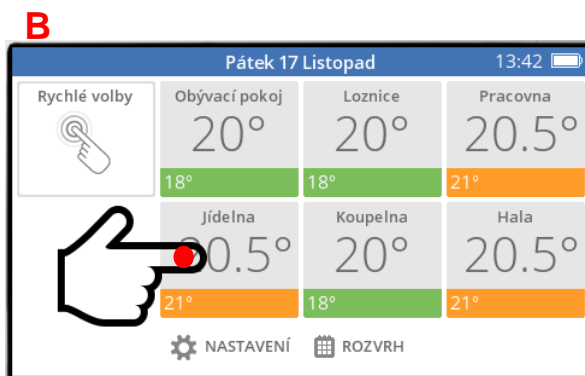 B
Pátek 17 Listopad 13:42
Rychlé volby Obývací pokoj Loznice Pracovna
20° 20° 20.5°
18° 18° 21°
Jídelna Koupelna Hala
20.5° 20° 20.5°
21° 18° 21°
NASTAVENÍ ROZVRH